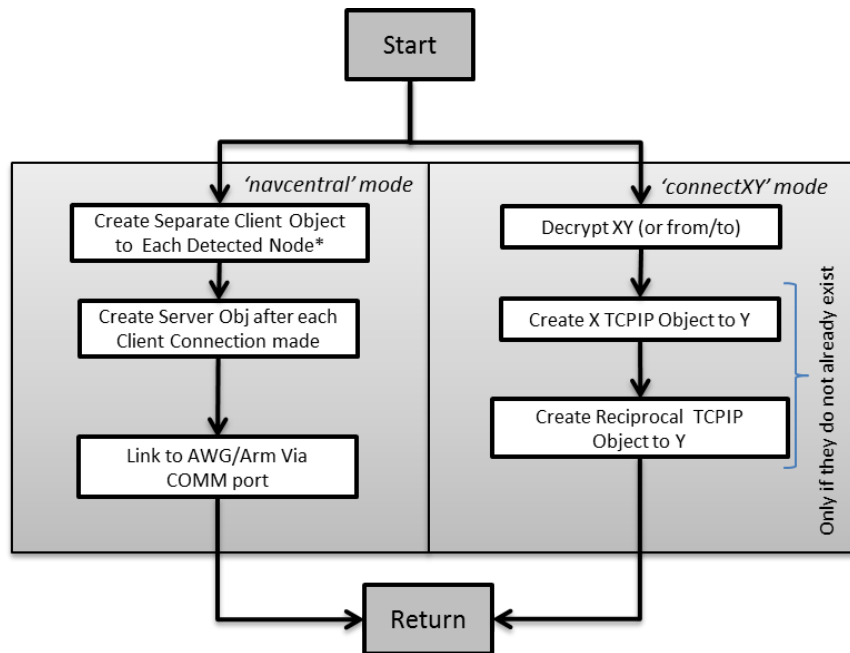 Start
‘navcentral’ mode
Create Separate Client Object
to Each Detected Node*
Create Server Obj after each
Client Connection made
Link to AWG/Arm Via
COMM port
‘connectXY’ mode
Decrypt XY (or from/to)
Create X TCPIP Object to Y
Create Reciprocal TCPIP
Object to Y
Only if they do not already exist
Return